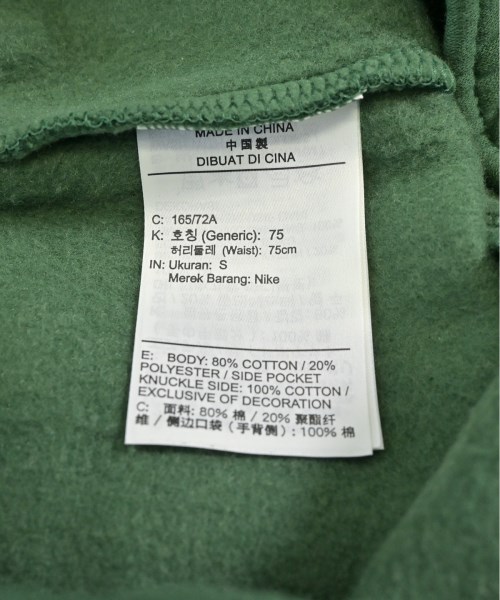 MADE IN CHINA
中国製
DIBUAT DI CINA
C: 165/72A
K: 호칭 (Generic): 75
허리둘레 (Waist): 75cm
IN: Ukuran: S
Merek Barang: Nike
E: BODY: 80% COTTON / 20%
POLYESTER / SIDE POCKET
KNUCKLE SIDE: 100% COTTON /
EXCLUSIVE OF DECORATION
C: 面料: 80% 棉 / 20% 聚酯纤
维 / 侧边口袋 (手背侧) : 100% 棉